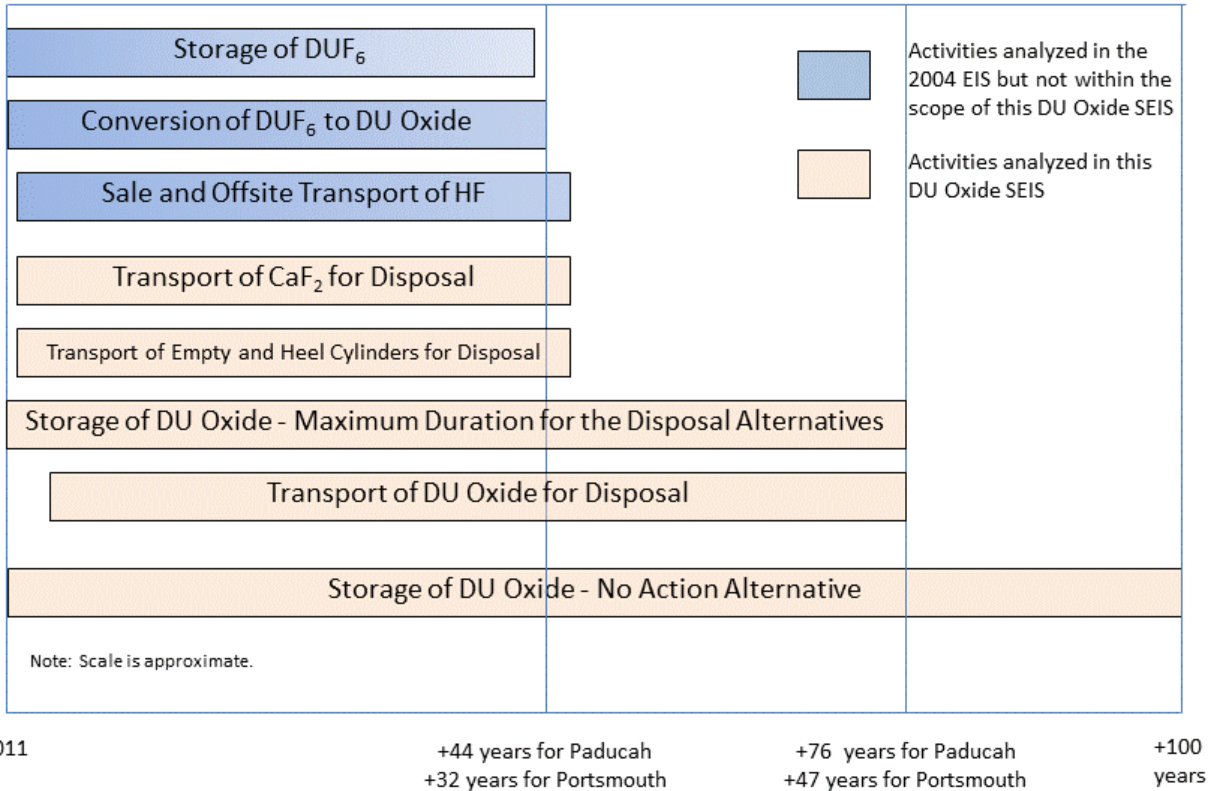 Storage of DUF₆
Conversion of DUF₆ to DU Oxide
Sale and Offsite Transport of HF
Transport of CaF₂ for Disposal
Transport of Empty and Heel Cylinders for Disposal
Storage of DU Oxide - Maximum Duration for the Disposal Alternatives
Transport of DU Oxide for Disposal
Storage of DU Oxide - No Action Alternative
Activities analyzed in the
2004 EIS but not within the
scope of this DU Oxide SEIS
Activities analyzed in this
DU Oxide SEIS
Note: Scale is approximate.
011
+44 years for Paducah
+32 years for Portsmouth
+76 years for Paducah
+47 years for Portsmouth
+100
years